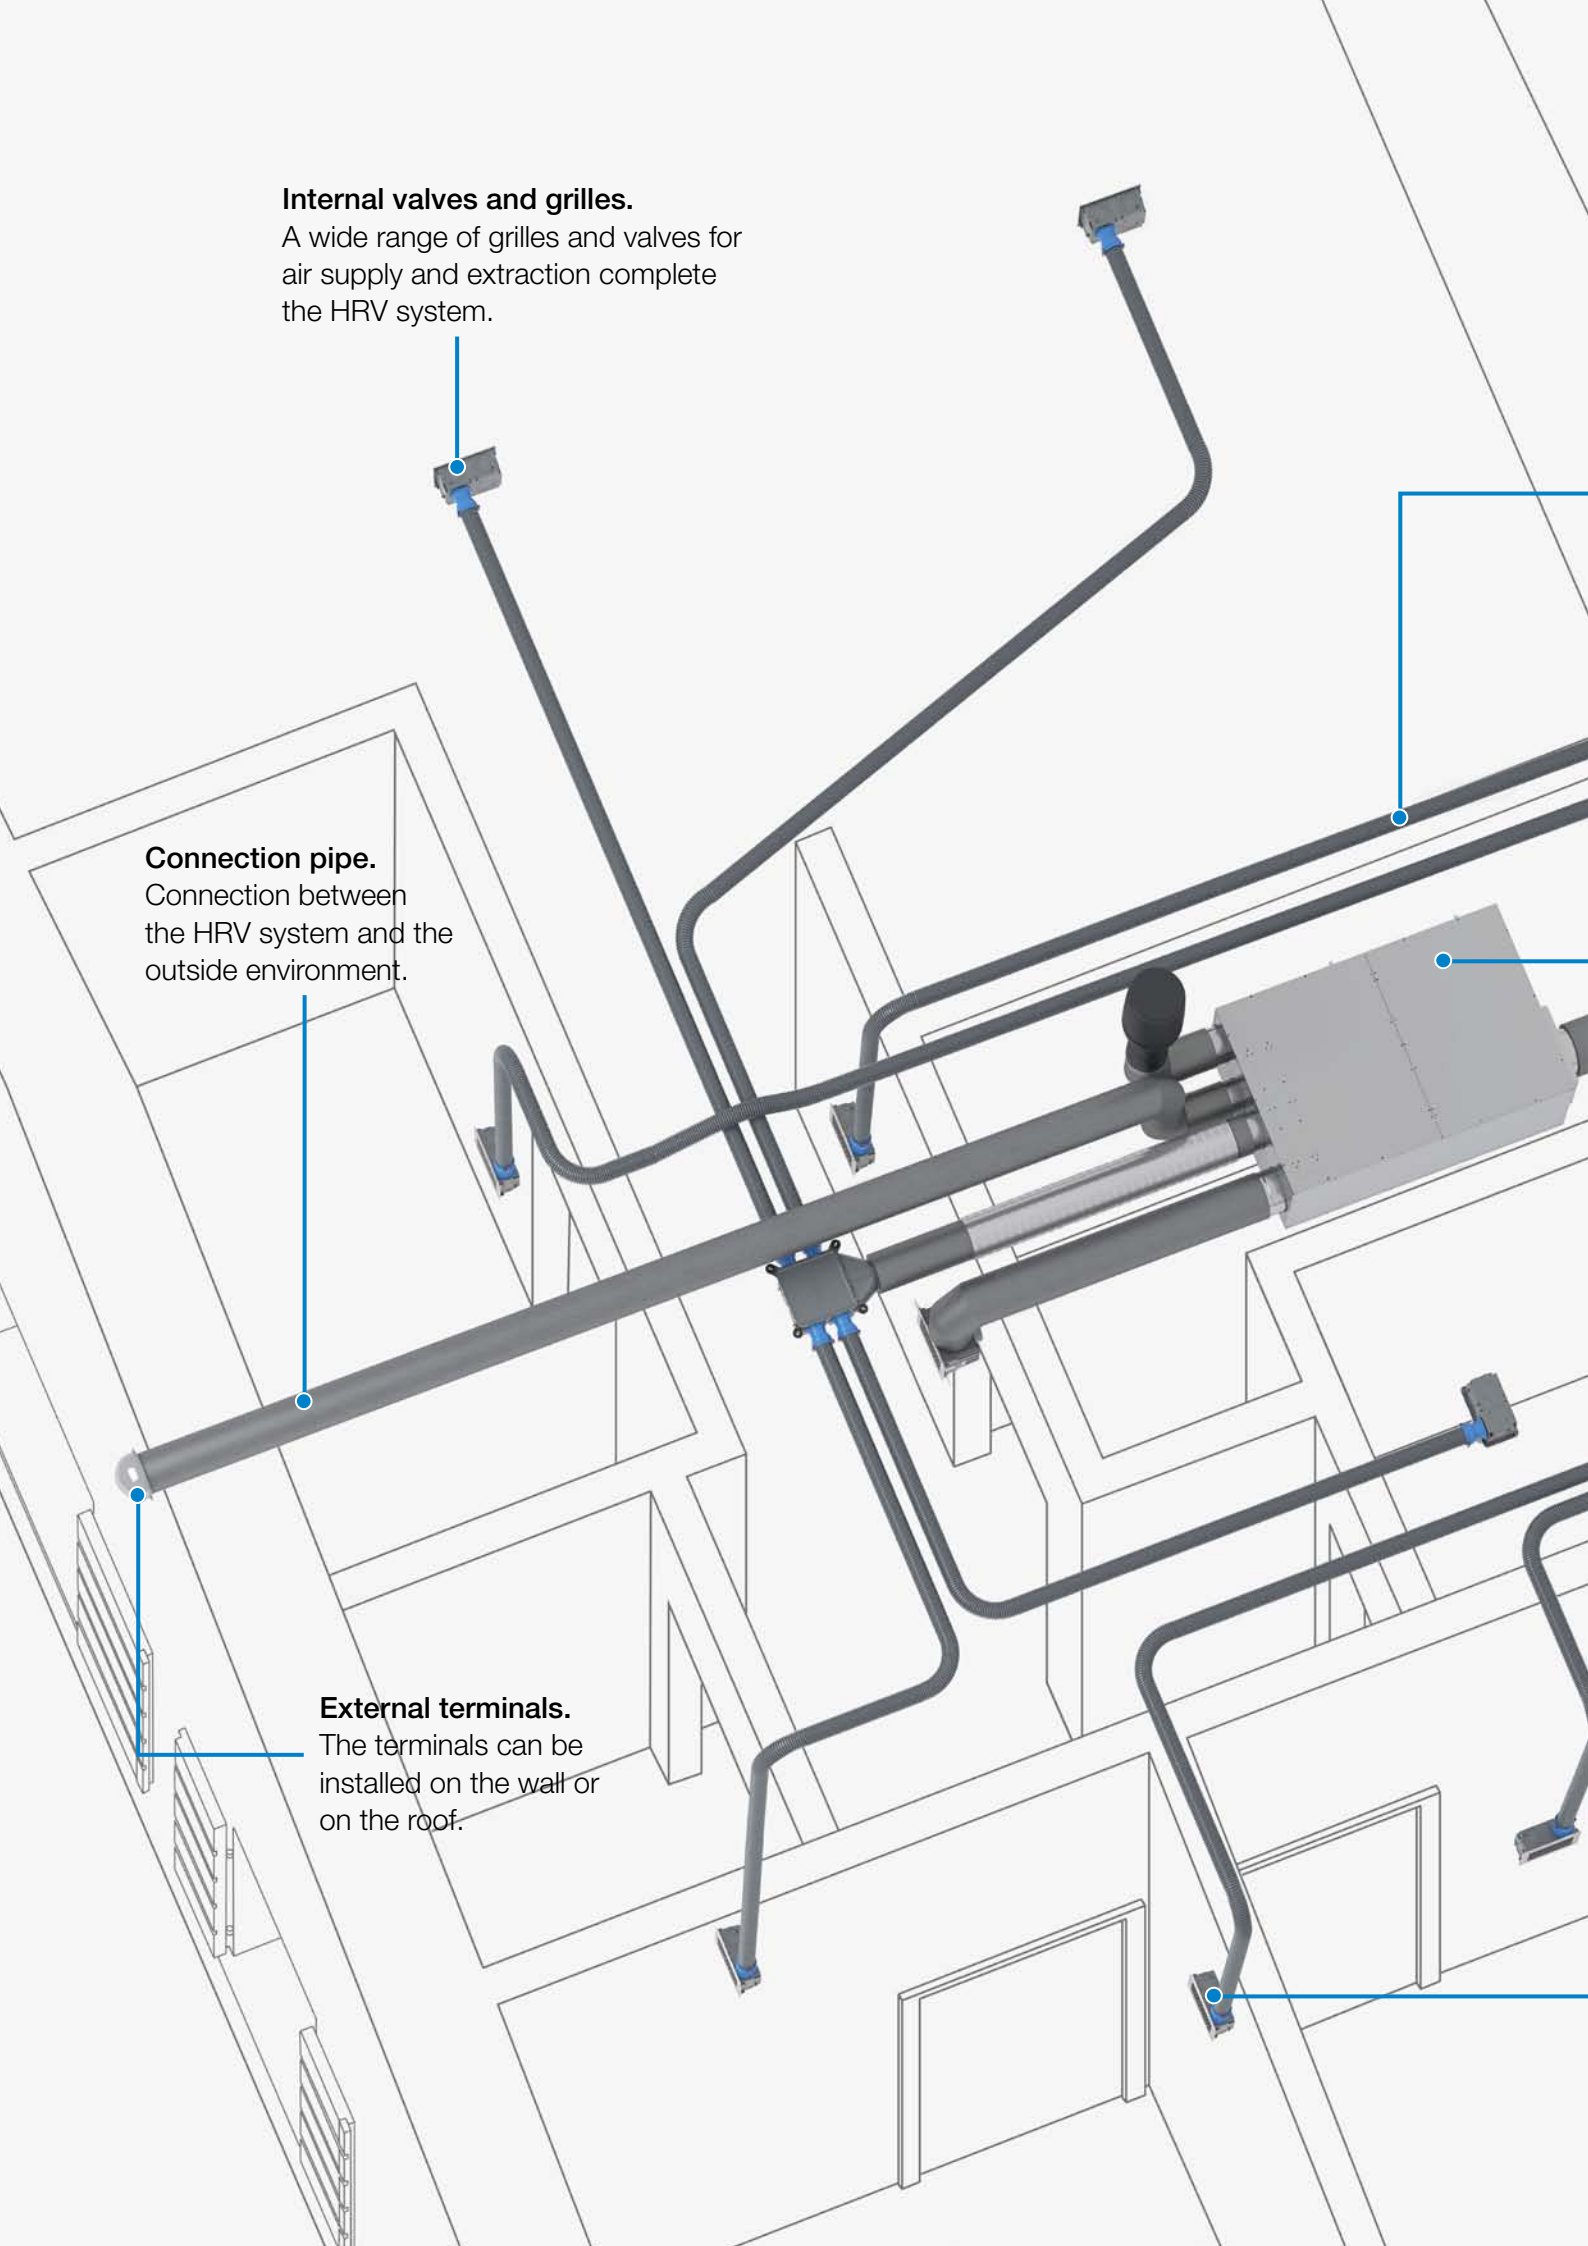 Internal valves and grilles.
A wide range of grilles and valves for
air supply and extraction complete
the HRV system.
Connection pipe.
Connection between
the HRV system and the
outside environment.
External terminals.
The terminals can be
installed on the wall or
on the roof.